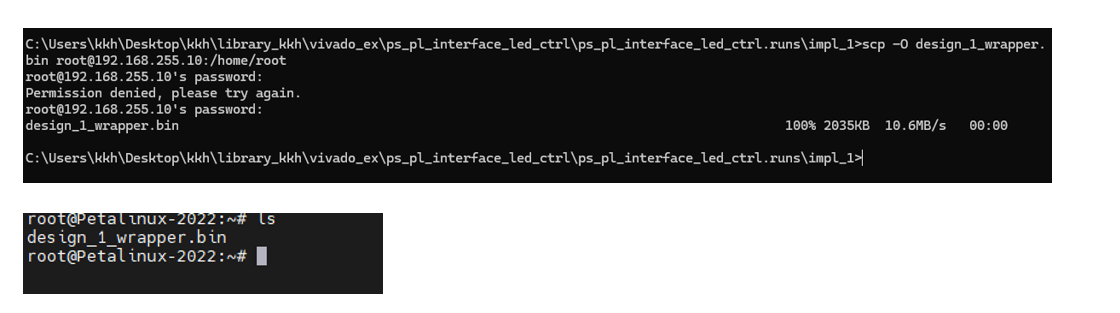 C:\Users\kkh\Desktop\kkh\library_kkh\vivado_ex\ps_pl_interface_led_ctrl\ps_pl_interface_led_ctrl.runs\impl_1>scp -O design_1_wrapper.
bin root@192.168.255.10:/home/root
root@192.168.255.10's password:
Permission denied, please try again.
root@192.168.255.10's password:
design_1_wrapper.bin 100% 2035KB 10.6MB/s 00:00
C:\Users\kkh\Desktop\kkh\library_kkh\vivado_ex\ps_pl_interface_led_ctrl\ps_pl_interface_led_ctrl.runs\impl_1>
root@Petalinux-2022:~# ls
design_1_wrapper.bin
root@Petalinux-2022:~#